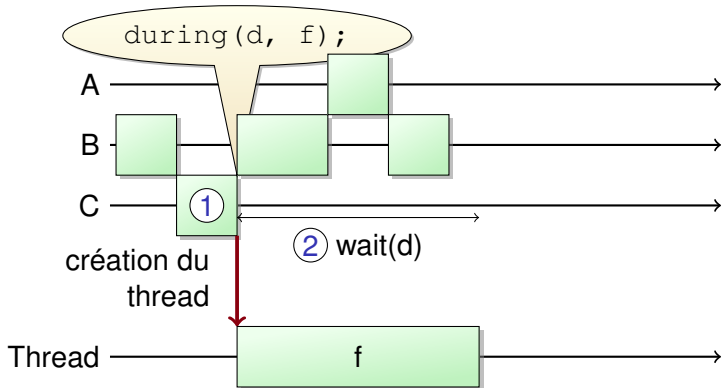 during(d, f);
A
B
C
1
2 wait(d)
création du
thread
Thread
f